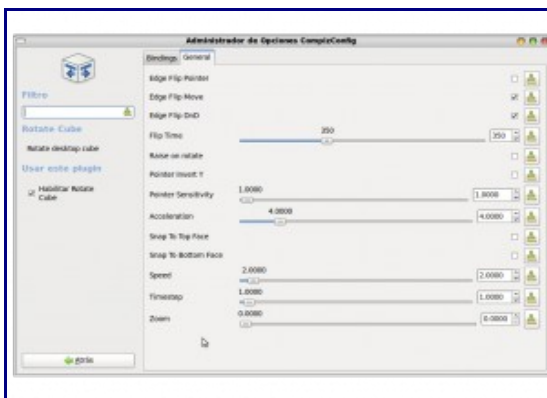 Administrador de Opciones CompizConfig
Bindings General
Filtro
Rotate Cube
Rotate desktop cube
Usar este plugin
Habilitar Rotate
Cube
Atrás
Edge Flip Pointer
Edge Flip Move
Edge Flip DnD
Flip Time 350 350
Raise on rotate
Pointer Invert Y
Pointer Sensitivity 1.0000 1.0000
Acceleration 4.0000 4.0000
Snap To Top Face
Snap To Bottom Face
Speed 2.0000 2.0000
Timestep 1.0000 1.0000
Zoom 0.0000 0.0000